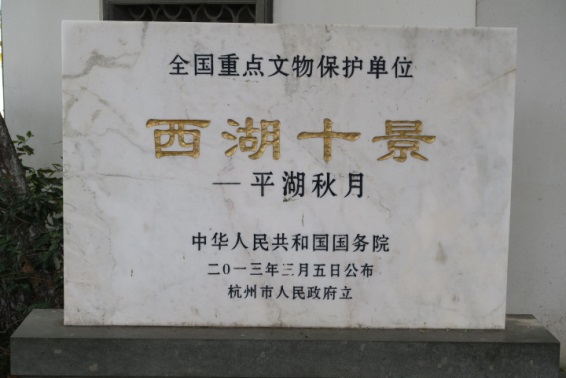 全国重点文物保护单位
西湖十景
—平湖秋月
中华人民共和国国务院
二〇一三年三月五日公布
杭州市人民政府立